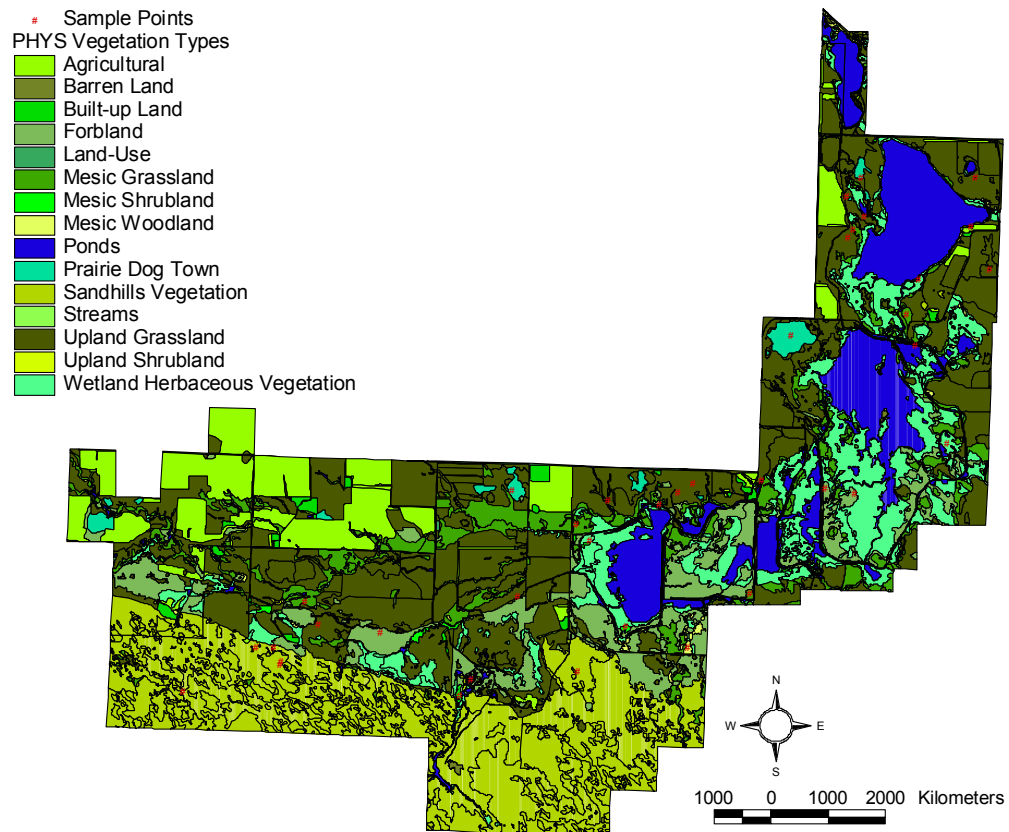 # Sample Points
PHYS Vegetation Types
Agricultural
Barren Land
Built-up Land
Forbland
Land-Use
Mesic Grassland
Mesic Shrubland
Mesic Woodland
Ponds
Prairie Dog Town
Sandhills Vegetation
Streams
Upland Grassland
Upland Shrubland
Wetland Herbaceous Vegetation
N
W E
S
1000 0 1000 2000 Kilometers